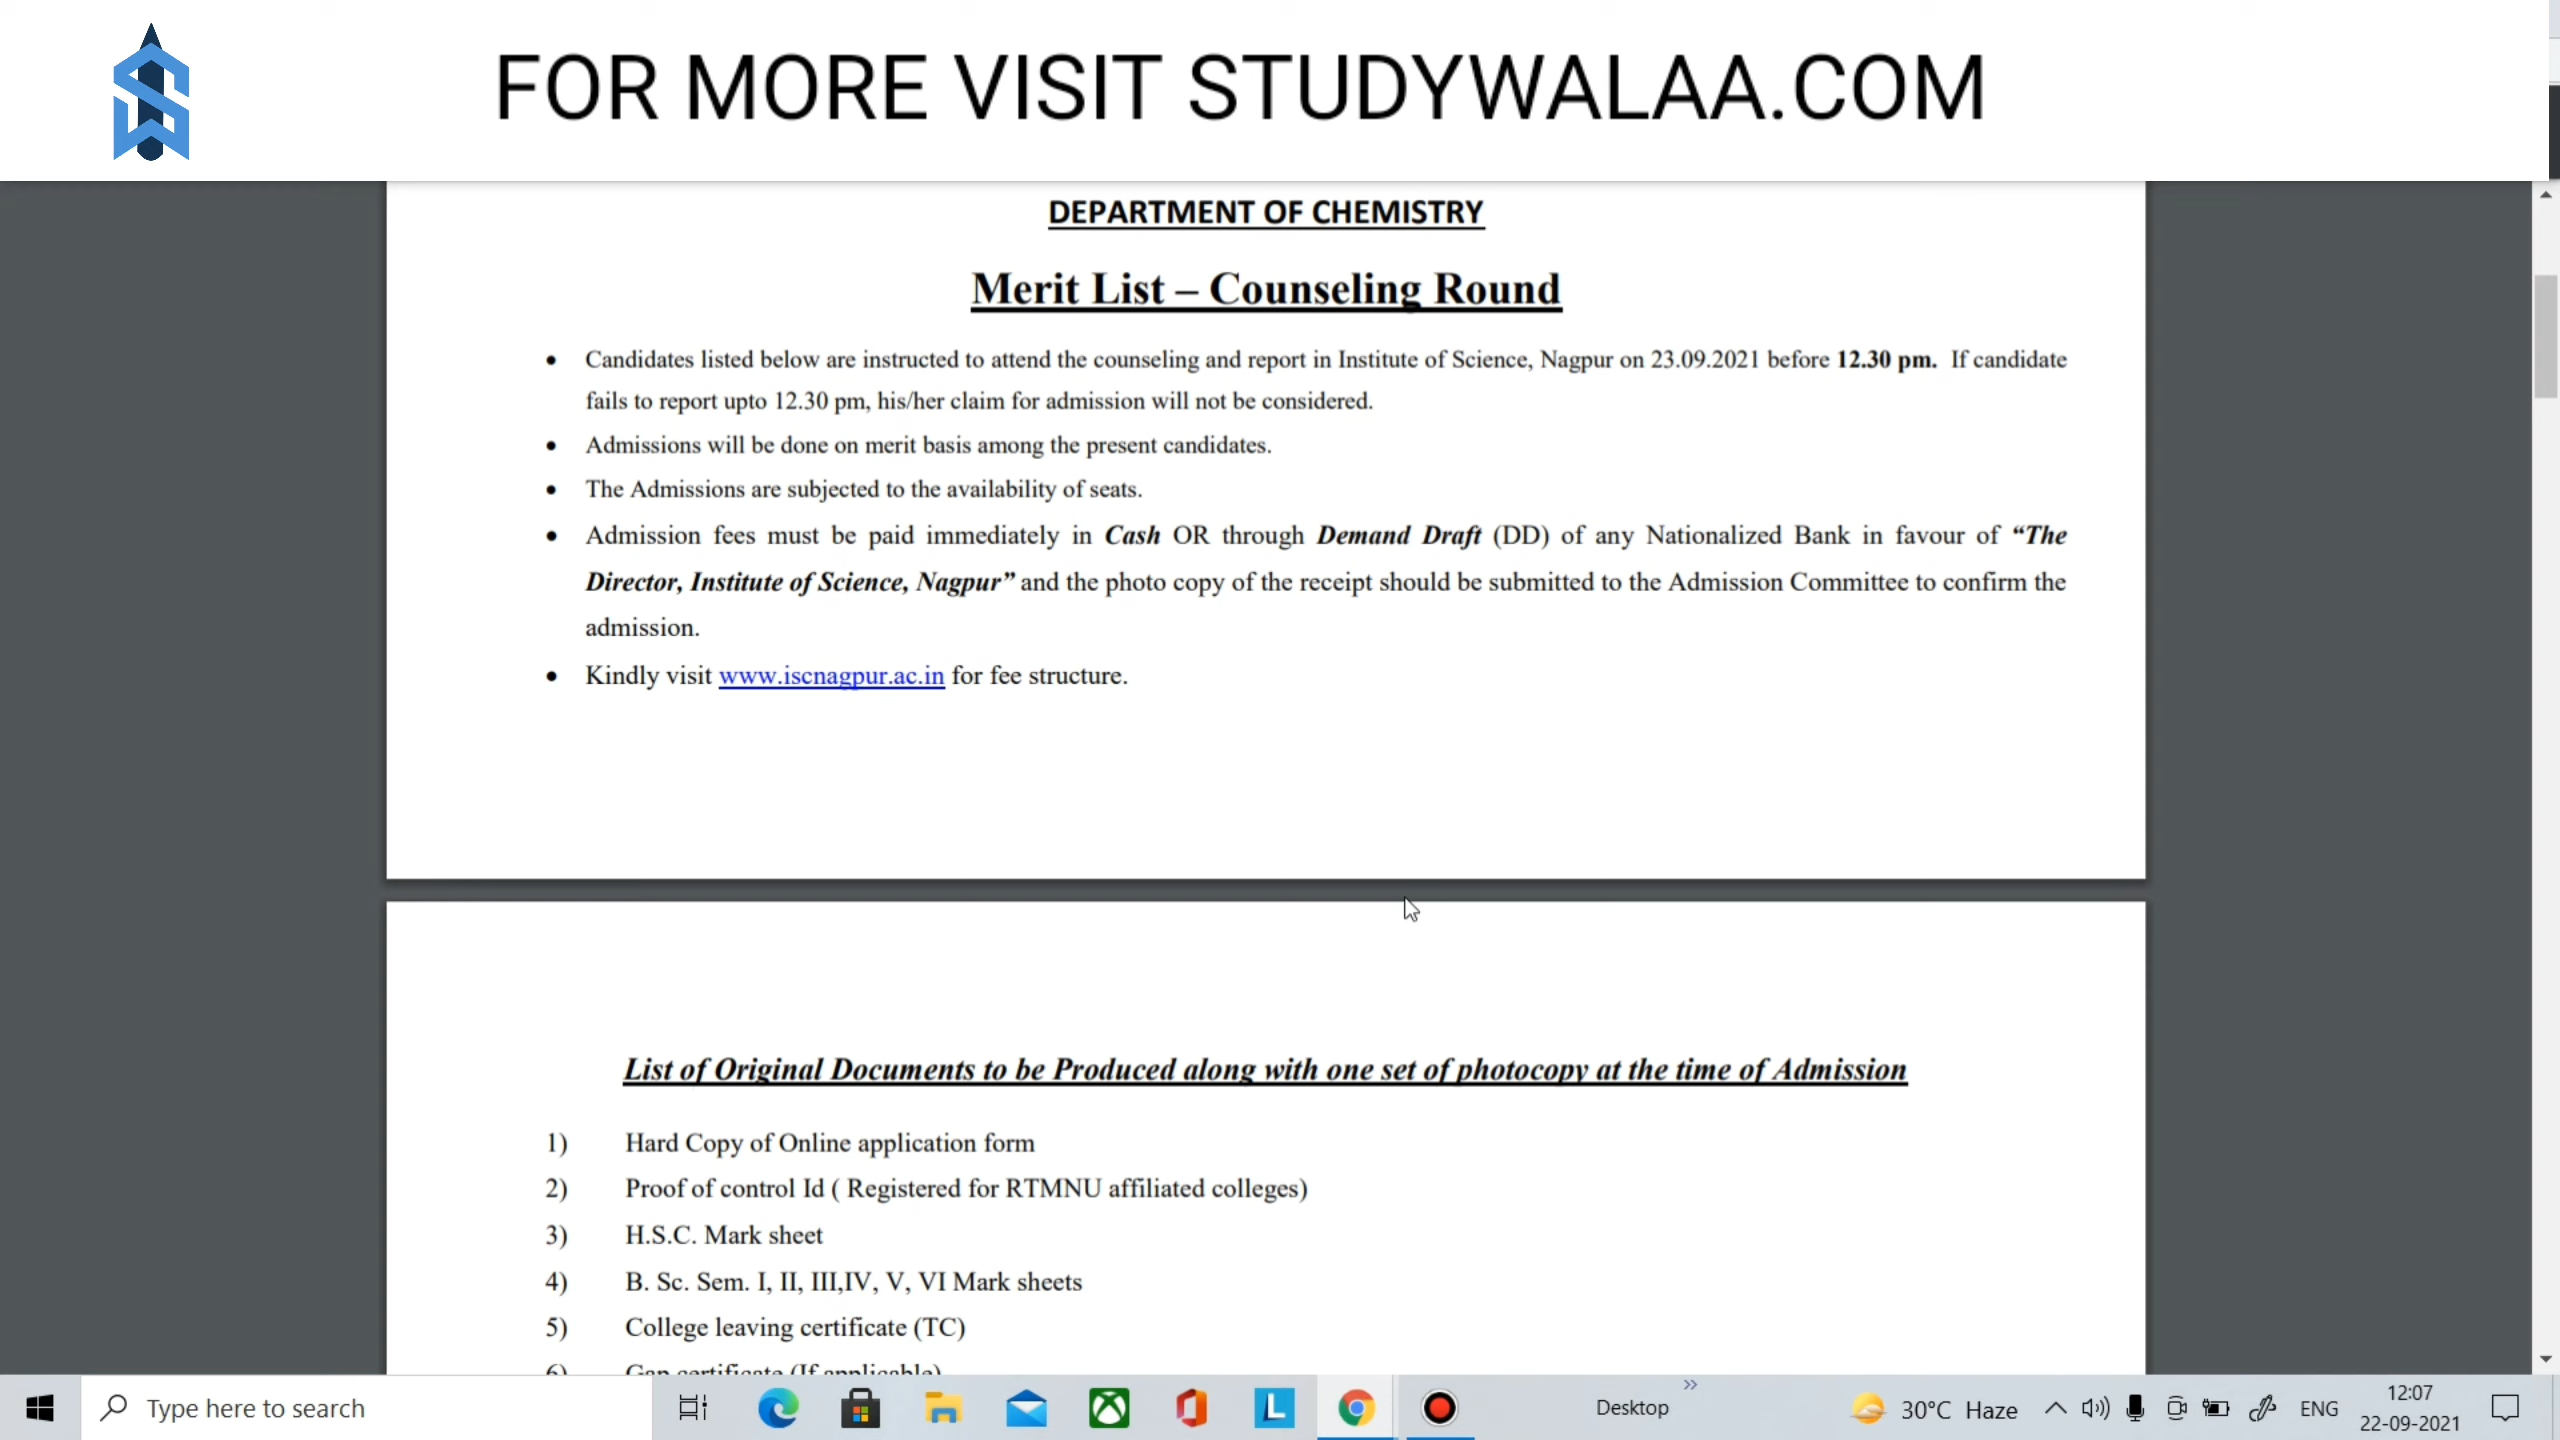 FOR MORE VISIT STUDYWALAA.COM
DEPARTMENT OF CHEMISTRY
Merit List – Counseling Round
• Candidates listed below are instructed to attend the counseling and report in Institute of Science, Nagpur on 23.09.2021 before 12.30 pm. If candidate
fails to report upto 12.30 pm, his/her claim for admission will not be considered.
• Admissions will be done on merit basis among the present candidates.
• The Admissions are subjected to the availability of seats.
• Admission fees must be paid immediately in Cash OR through Demand Draft (DD) of any Nationalized Bank in favour of “The
Director, Institute of Science, Nagpur” and the photo copy of the receipt should be submitted to the Admission Committee to confirm the
admission.
• Kindly visit www.iscnagpur.ac.in for fee structure.
List of Original Documents to be Produced along with one set of photocopy at the time of Admission
1) Hard Copy of Online application form
2) Proof of control Id ( Registered for RTMNU affiliated colleges)
3) H.S.C. Mark sheet
4) B. Sc. Sem. I, II, III,IV, V, VI Mark sheets
5) College leaving certificate (TC)
6) Gap certificate (If applicable)
Type here to search
Desktop
30°C Haze
ENG
12:07
22-09-2021